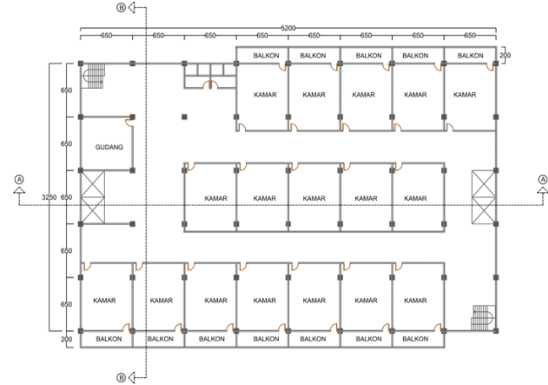 B
5200
650 650 650 650 650 650 650 650
BALKON BALKON BALKON BALKON BALKON
200
650
KAMAR KAMAR KAMAR KAMAR KAMAR
650
GUDANG
A
A
3250
650
KAMAR KAMAR KAMAR KAMAR KAMAR
650
650
KAMAR KAMAR KAMAR KAMAR KAMAR KAMAR KAMAR
200
BALKON BALKON BALKON BALKON BALKON BALKON BALKON
B